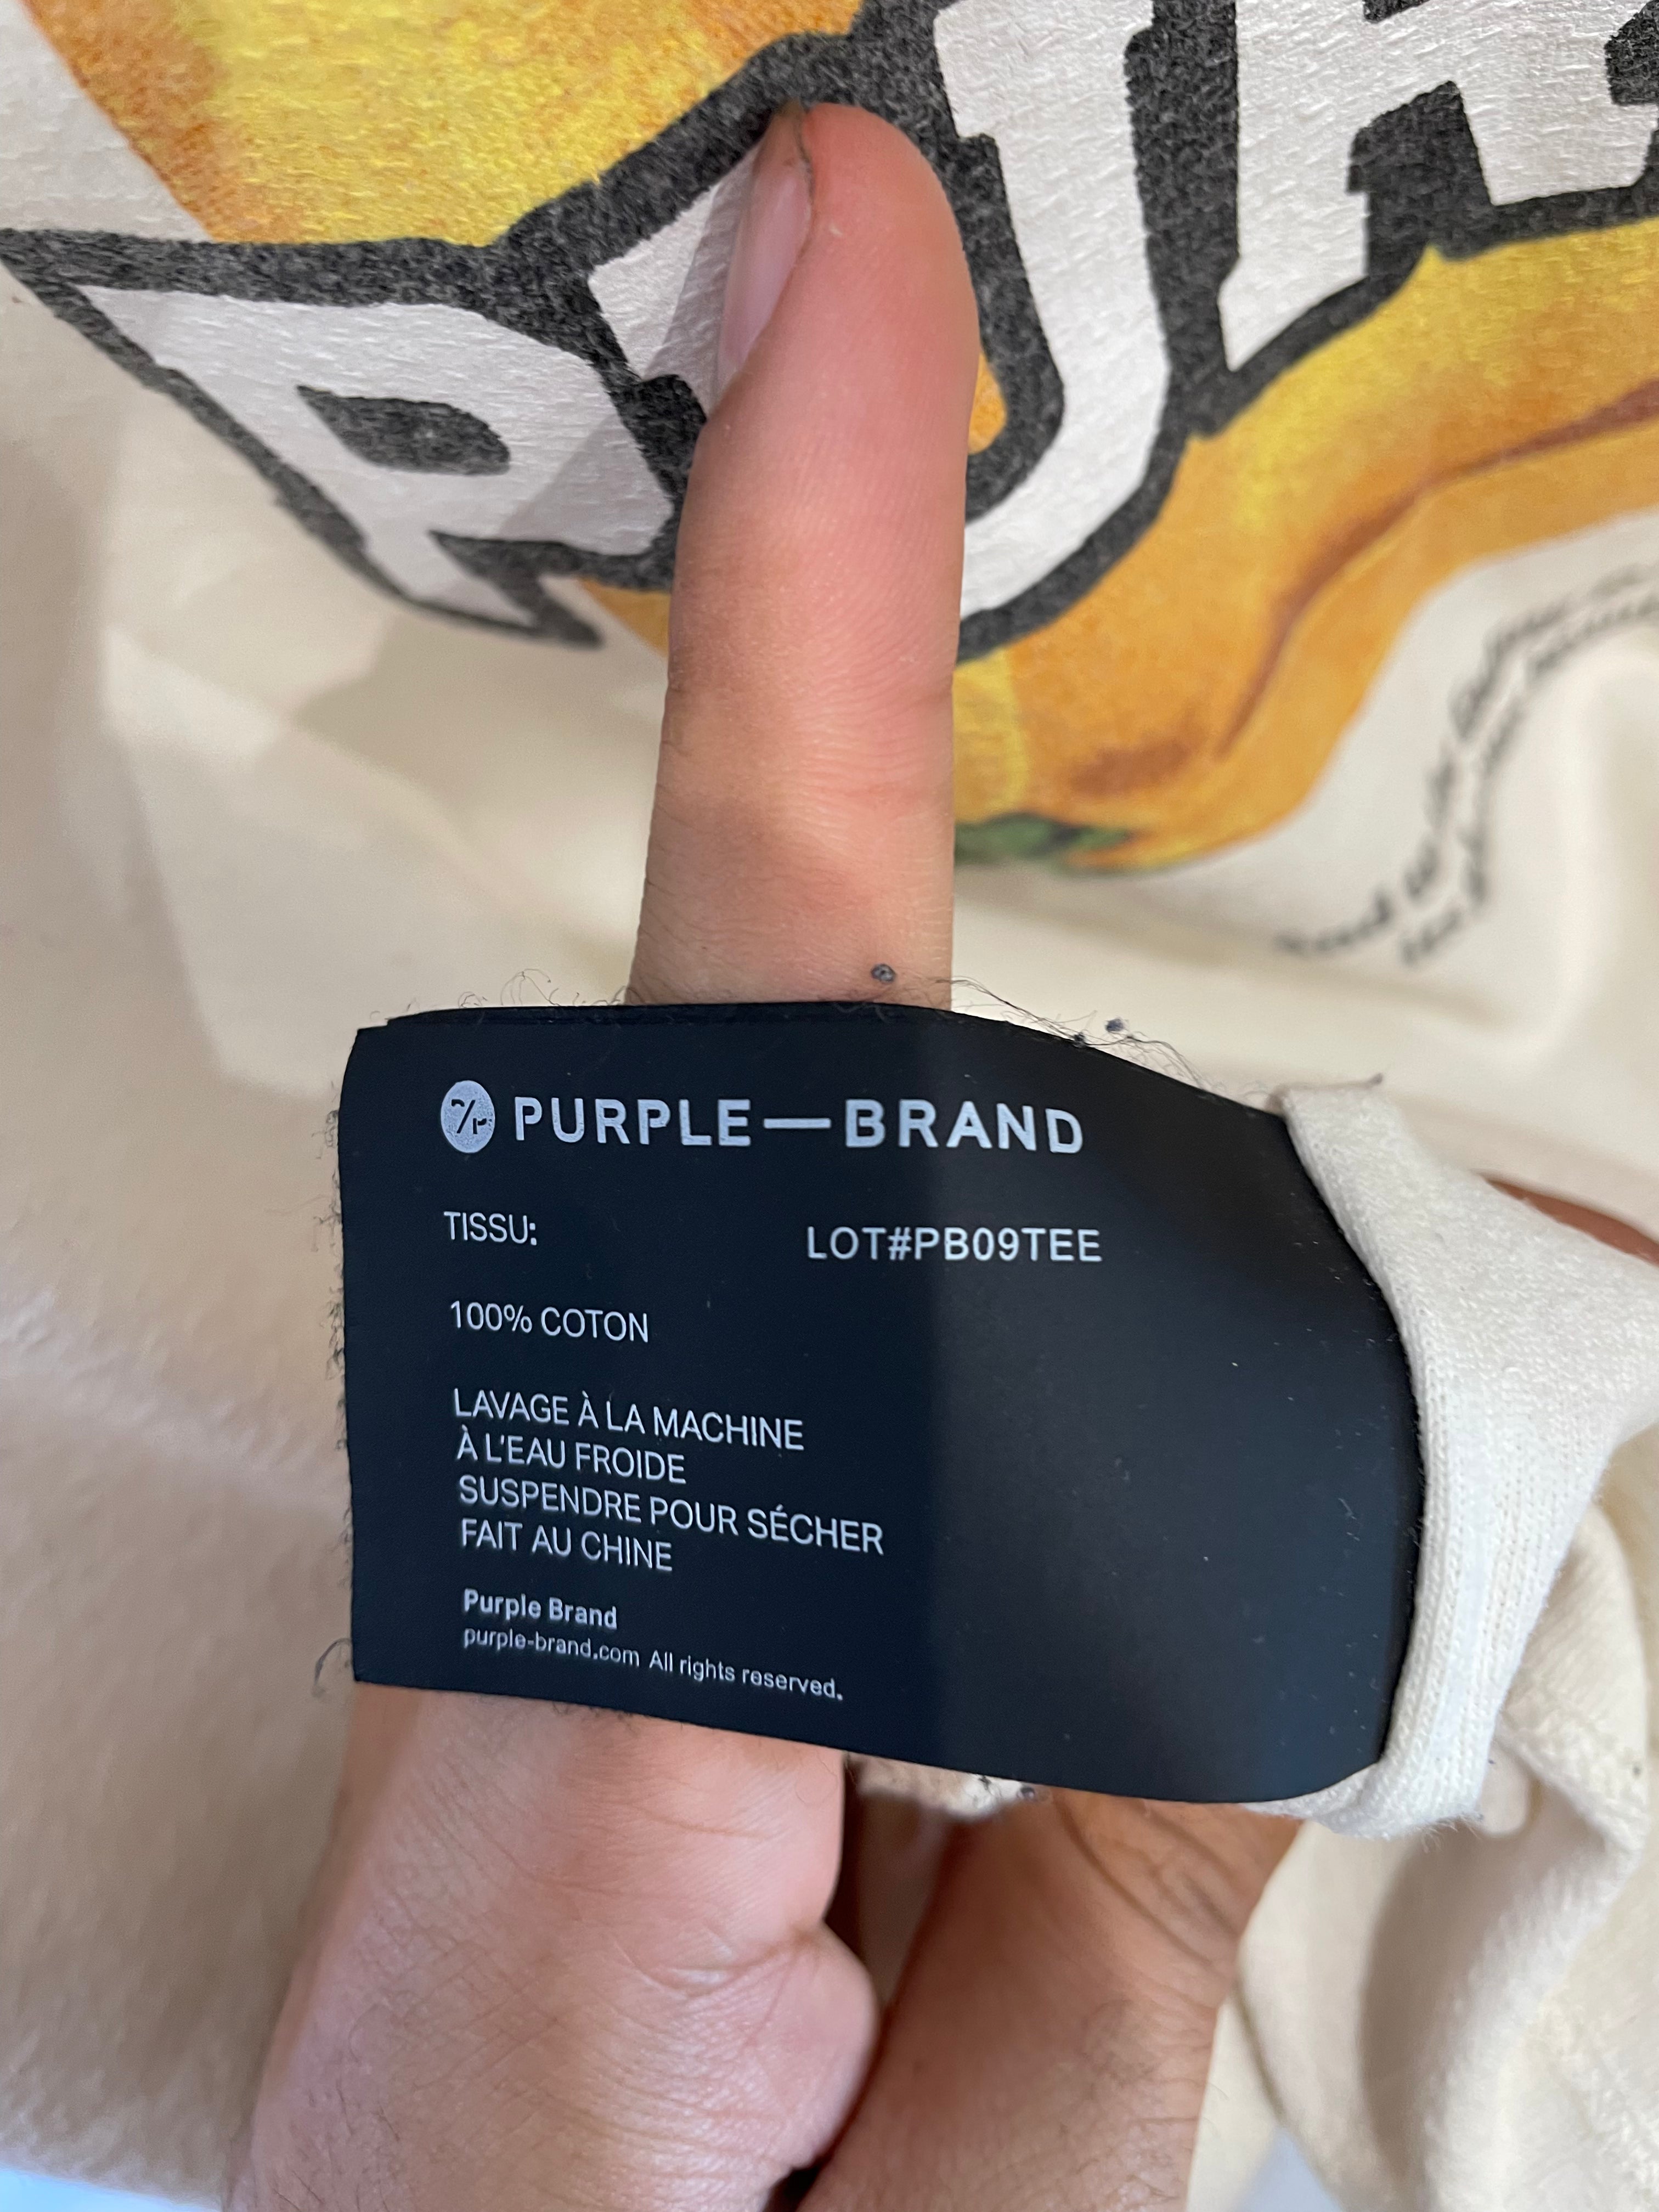 PURPLE—BRAND
TISSU:
LOT#PB09TEE
100% COTON
LAVAGE À LA MACHINE
À L'EAU FROIDE
SUSPENDRE POUR SÉCHER
FAIT AU CHINE
Purple Brand
purple-brand.com All rights reserved.